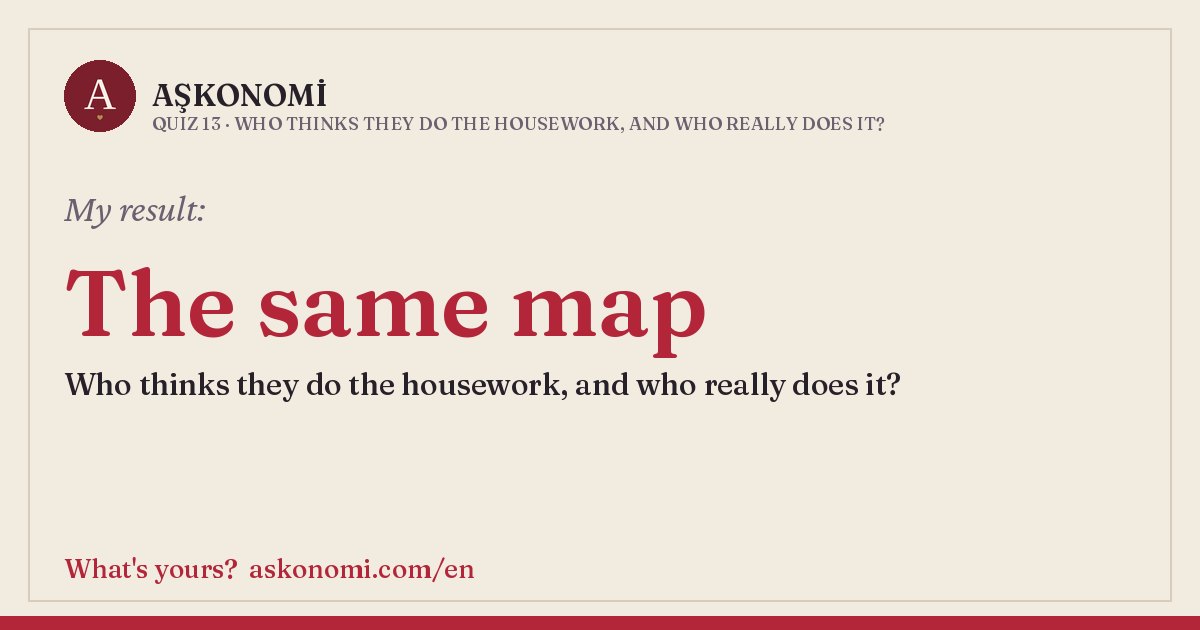 A
AŞKONOMİ
QUIZ 13 · WHO THINKS THEY DO THE HOUSEWORK, AND WHO REALLY DOES IT?
My result:
The same map
Who thinks they do the housework, and who really does it?
What's yours? askonomi.com/en